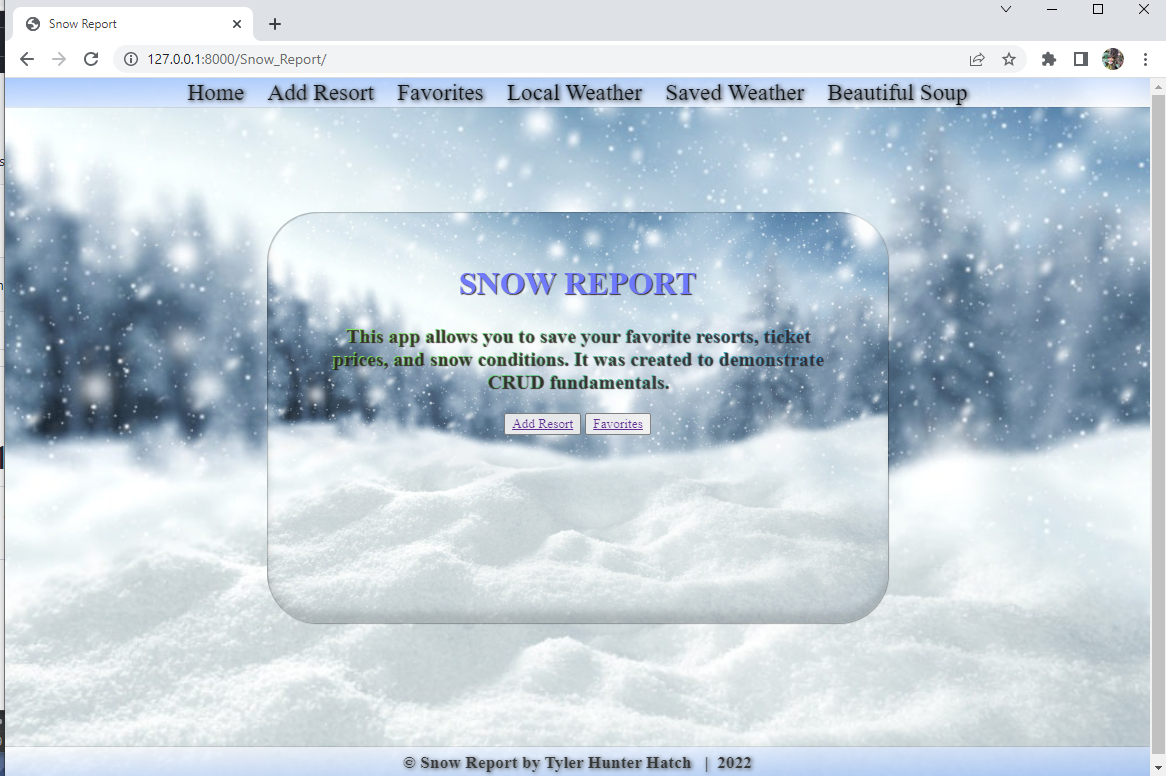 Snow Report
127.0.0.1:8000/Snow_Report/
Home Add Resort Favorites Local Weather Saved Weather Beautiful Soup
SNOW REPORT
This app allows you to save your favorite resorts, ticket
prices, and snow conditions. It was created to demonstrate
CRUD fundamentals.
Add Resort Favorites
© Snow Report by Tyler Hunter Hatch | 2022